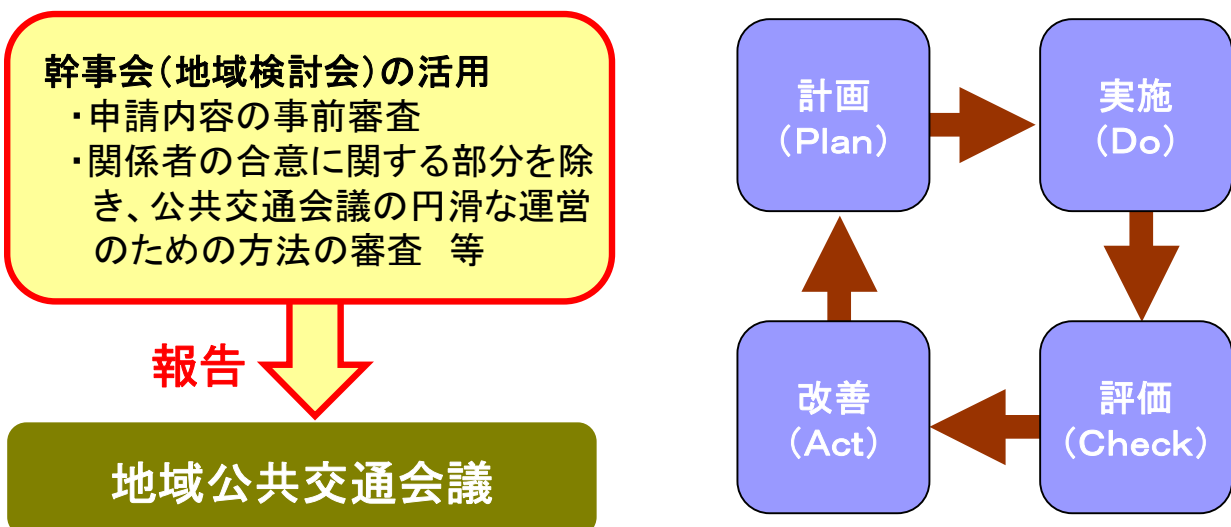 幹事会(地域検討会)の活用
・申請内容の事前審査
・関係者の合意に関する部分を除
き、公共交通会議の円滑な運営
のための方法の審査　等
報告
地域公共交通会議
計画
（Plan）
実施
（Do）
改善
（Act）
評価
（Check）